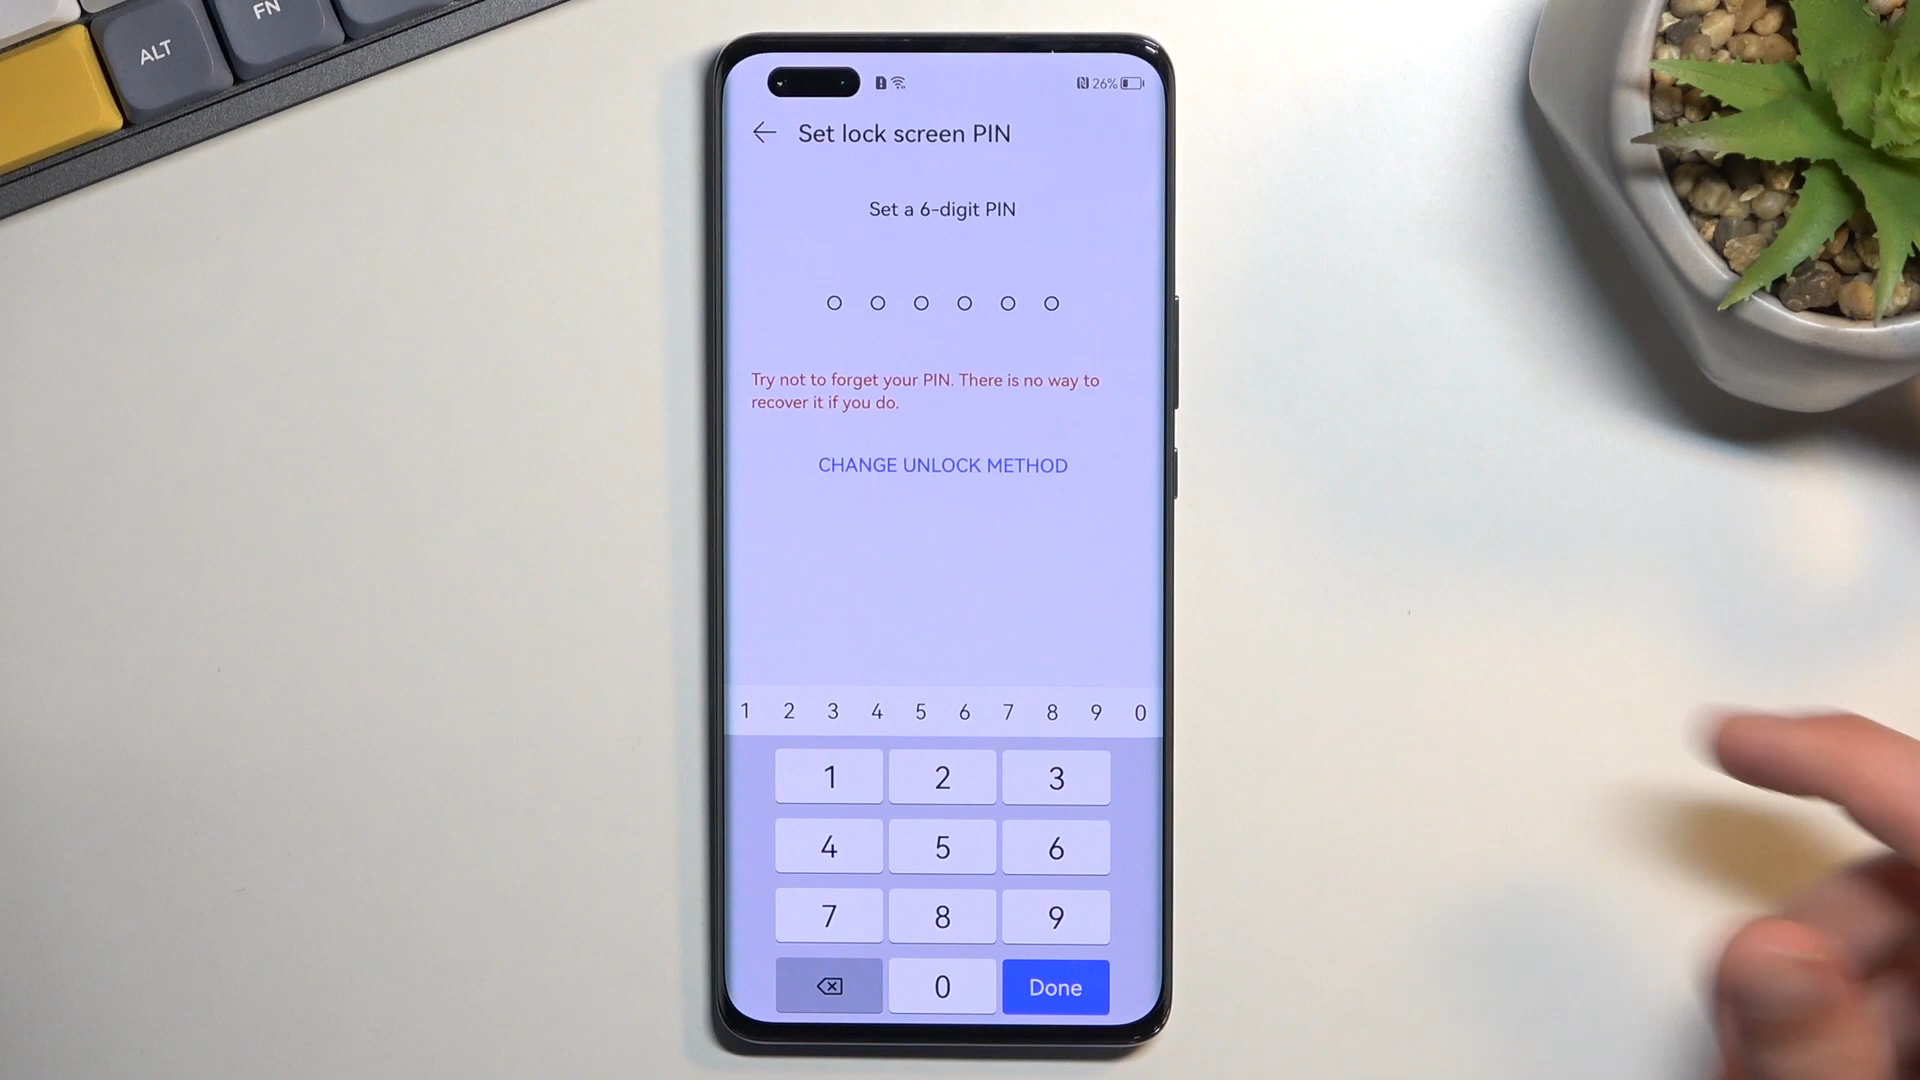 FN
ALT
26%
Set lock screen PIN
Set a 6-digit PIN
Try not to forget your PIN. There is no way to
recover it if you do.
CHANGE UNLOCK METHOD
1 2 3 4 5 6 7 8 9 0
1 2 3
4 5 6
7 8 9
0 Done